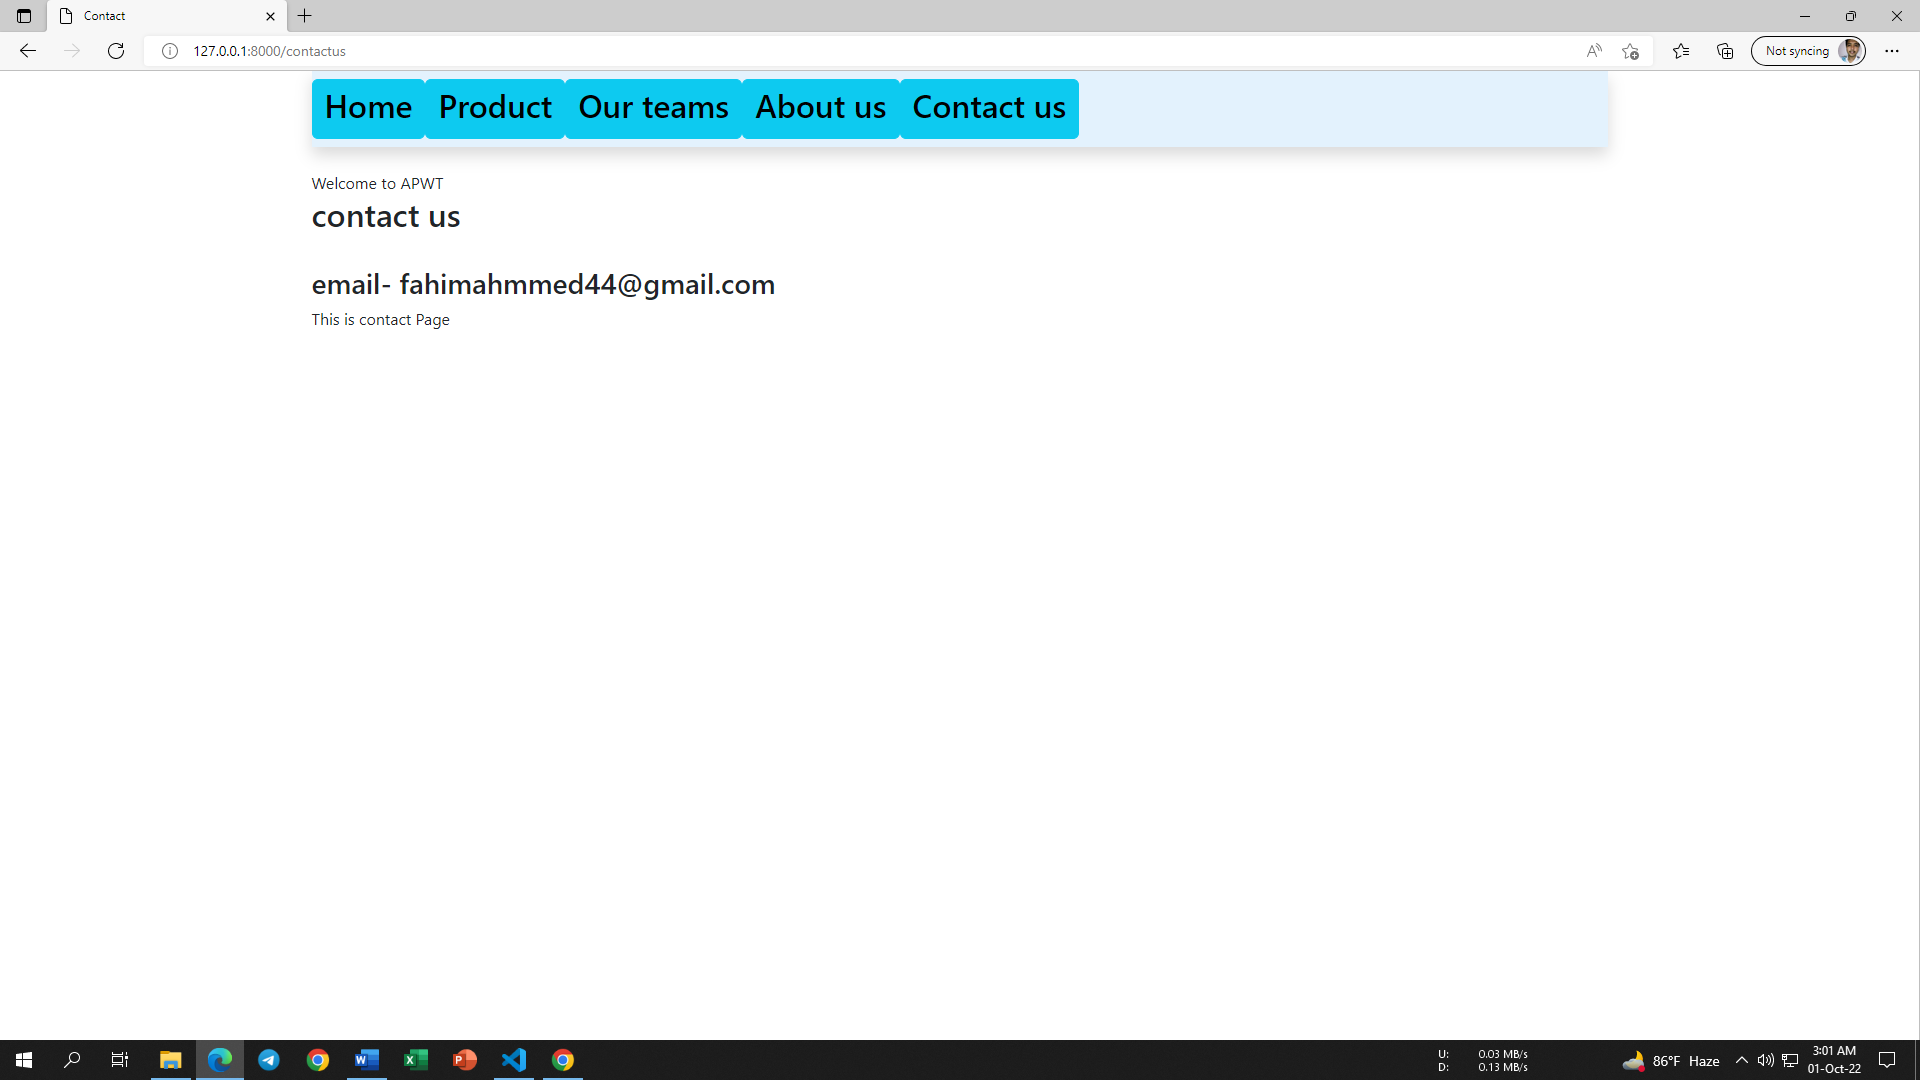 Contact
127.0.0.1:8000/contactus
Not syncing
Home Product Our teams About us Contact us
Welcome to APWT
contact us
email- fahimahmmed44@gmail.com
This is contact Page
U: 0.03 MB/s
D: 0.13 MB/s
86°F Haze
3:01 AM
01-Oct-22